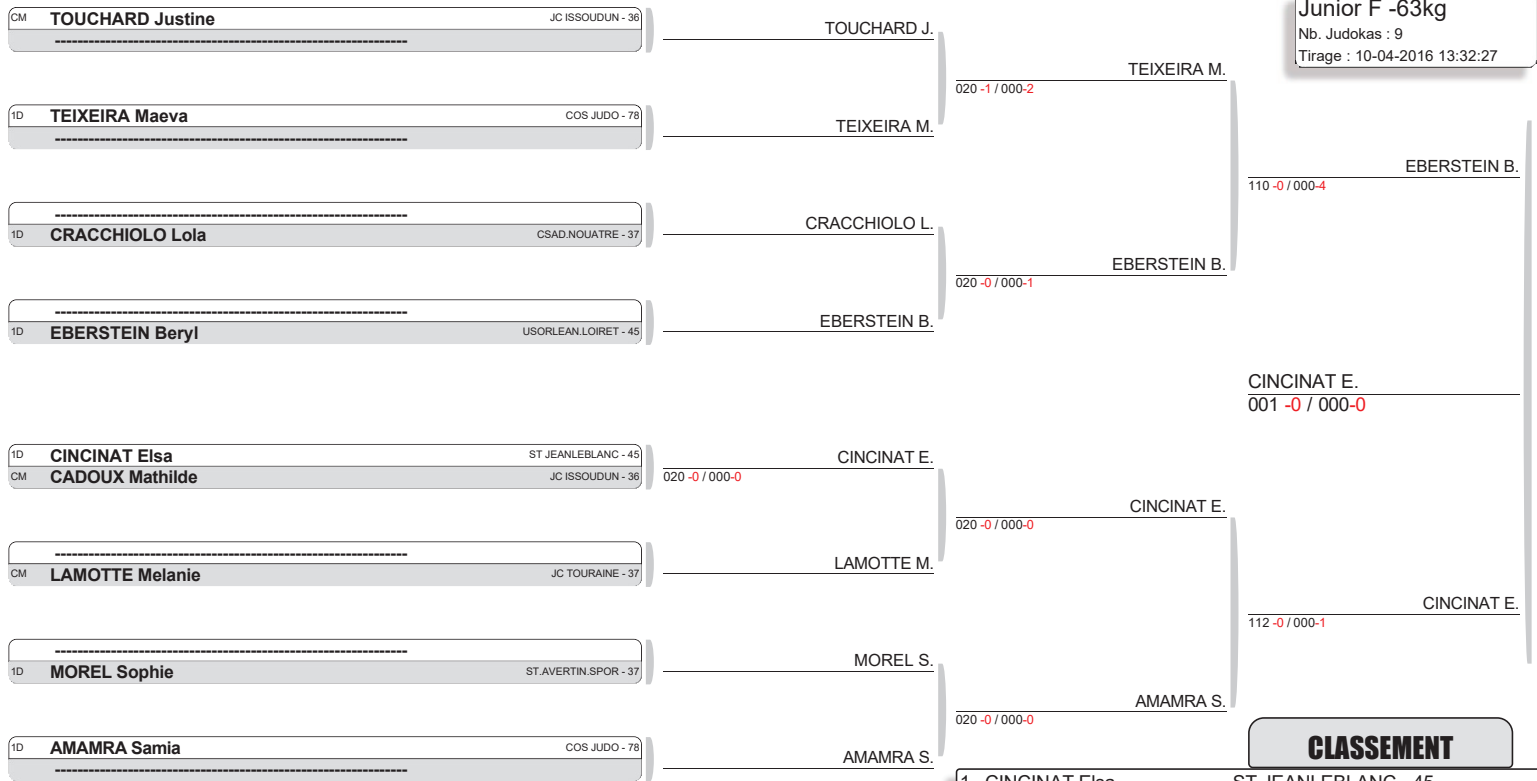 Junior F -63kg
Nb. Judokas : 9
Tirage : 10-04-2016 13:32:27
CM TOUCHARD Justine JC ISSOUDUN - 36
----------------------------------------------------------------
1D TEIXEIRA Maeva COS JUDO - 78
----------------------------------------------------------------
----------------------------------------------------------------
1D CRACCHIOLO Lola CSAD.NOUATRE - 37
----------------------------------------------------------------
1D EBERSTEIN Beryl USORLEAN.LOIRET - 45
1D CINCINAT Elsa ST JEANLEBLANC - 45
CM CADOUX Mathilde JC ISSOUDUN - 36
----------------------------------------------------------------
CM LAMOTTE Melanie JC TOURAINE - 37
----------------------------------------------------------------
1D MOREL Sophie ST.AVERTIN.SPOR - 37
1D AMAMRA Samia COS JUDO - 78
----------------------------------------------------------------
TOUCHARD J.
TEIXEIRA M.
CRACCHIOLO L.
EBERSTEIN B.
CINCINAT E.
020 -0 / 000-0
LAMOTTE M.
MOREL S.
AMAMRA S.
TEIXEIRA M.
020 -1 / 000-2
EBERSTEIN B.
020 -0 / 000-1
CINCINAT E.
020 -0 / 000-0
AMAMRA S.
020 -0 / 000-0
EBERSTEIN B.
110 -0 / 000-4
CINCINAT E.
001 -0 / 000-0
CINCINAT E.
112 -0 / 000-1
CLASSEMENT
1 CINCINAT Elsa ST JEANLEBLANC - 45